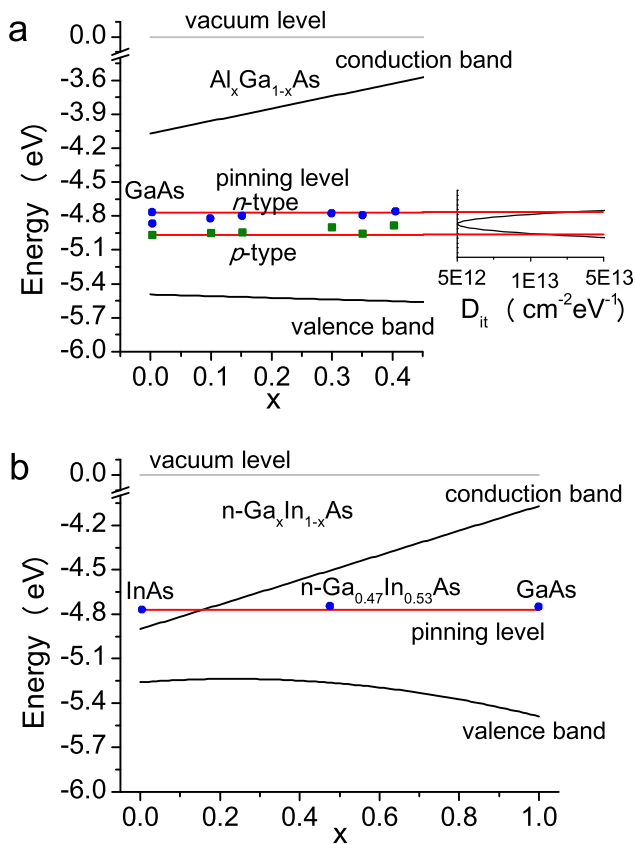 a
vacuum level
0.0
conduction band
AlxGa1-xAs
-3.6
-3.9
-4.2
-4.5
-4.8
-5.1
-5.4
-5.7
-6.0
Energy (eV)
GaAs
pinning level
n-type
p-type
valence band
0.0 0.1 0.2 0.3 0.4
x
5E12 1E13 5E13
Dit (cm-2eV-1)
b
vacuum level
0.0
conduction band
n-GaxIn1-xAs
-4.2
-4.5
-4.8
-5.1
-5.4
-5.7
-6.0
Energy (eV)
InAs
n-Ga0.47In0.53As
GaAs
pinning level
valence band
0.0 0.2 0.4 0.6 0.8 1.0
x